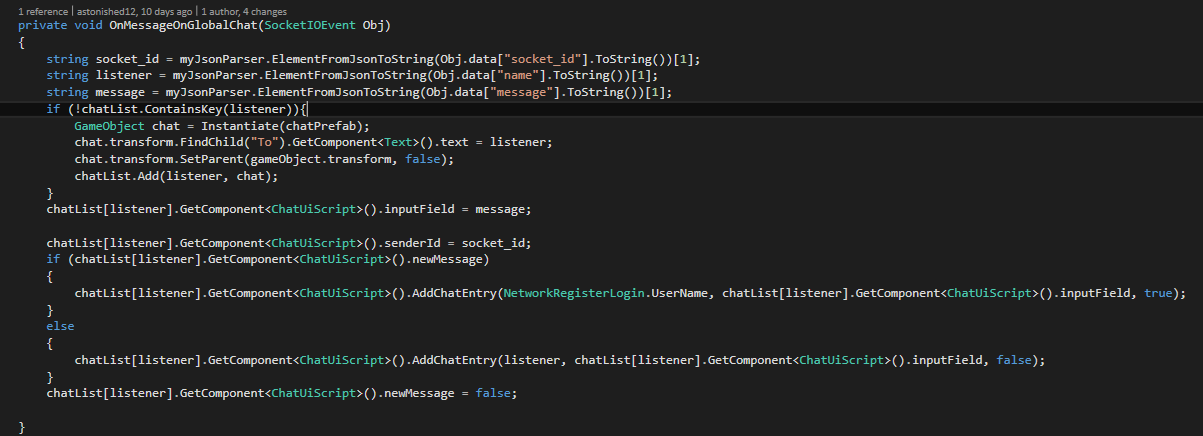 1 reference | astonished12, 10 days ago | 1 author, 4 changes
private void OnMessageOnGlobalChat(SocketIOEvent Obj)
{
    string socket_id = myJsonParser.ElementFromJsonToString(Obj.data["socket_id"].ToString())[1];
    string listener = myJsonParser.ElementFromJsonToString(Obj.data["name"].ToString())[1];
    string message = myJsonParser.ElementFromJsonToString(Obj.data["message"].ToString())[1];
    if (!chatList.ContainsKey(listener)){
        GameObject chat = Instantiate(chatPrefab);
        chat.transform.FindChild("To").GetComponent<Text>().text = listener;
        chat.transform.SetParent(gameObject.transform, false);
        chatList.Add(listener, chat);
    }
    chatList[listener].GetComponent<ChatUiScript>().inputField = message;

    chatList[listener].GetComponent<ChatUiScript>().senderId = socket_id;
    if (chatList[listener].GetComponent<ChatUiScript>().newMessage)
    {
        chatList[listener].GetComponent<ChatUiScript>().AddChatEntry(NetworkRegisterLogin.UserName, chatList[listener].GetComponent<ChatUiScript>().inputField, true);
    }
    else
    {
        chatList[listener].GetComponent<ChatUiScript>().AddChatEntry(listener, chatList[listener].GetComponent<ChatUiScript>().inputField, false);
    }
    chatList[listener].GetComponent<ChatUiScript>().newMessage = false;

}